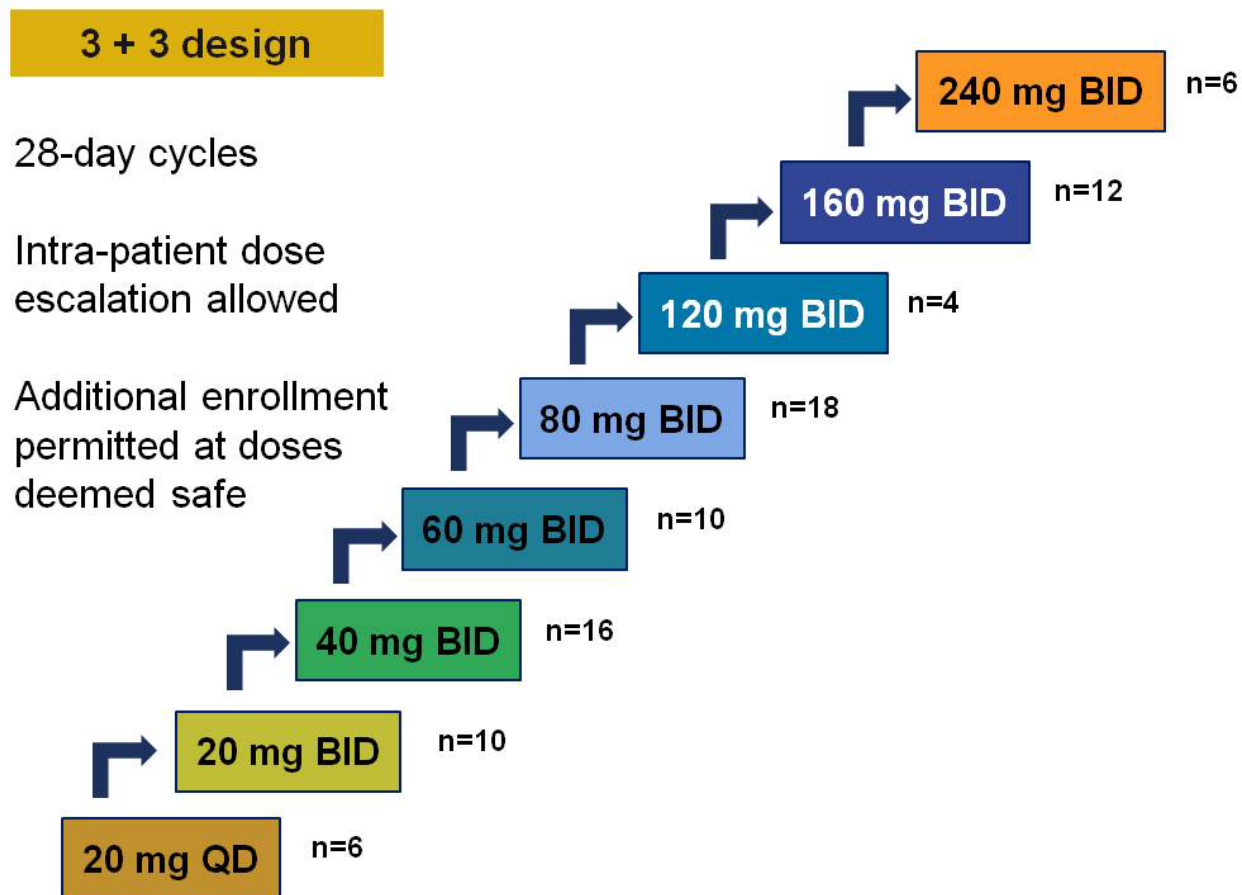 3 + 3 design
28-day cycles
Intra-patient dose
escalation allowed
Additional enrollment
permitted at doses
deemed safe
240 mg BID
n=6
160 mg BID
n=12
120 mg BID
n=4
80 mg BID
n=18
60 mg BID
n=10
40 mg BID
n=16
20 mg BID
n=10
20 mg QD
n=6